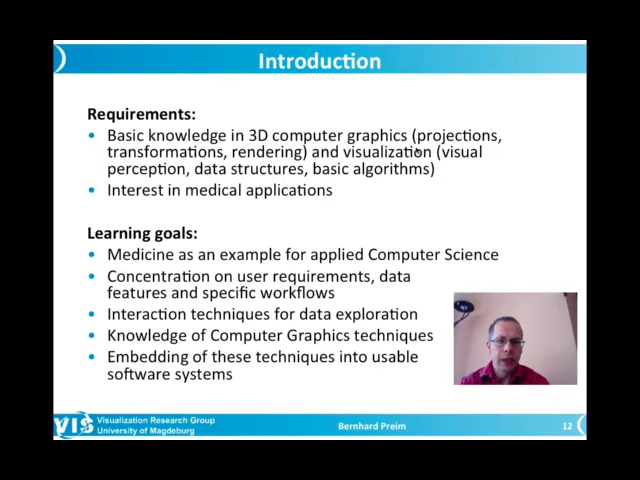 Introduction
Requirements:
• Basic knowledge in 3D computer graphics (projections,
transformations, rendering) and visualization (visual
perception, data structures, basic algorithms)
• Interest in medical applications
Learning goals:
• Medicine as an example for applied Computer Science
• Concentration on user requirements, data
features and specific workflows
• Interaction techniques for data exploration
• Knowledge of Computer Graphics techniques
• Embedding of these techniques into usable
software systems
VIS
Visualization Research Group
University of Magdeburg
Bernhard Preim
12